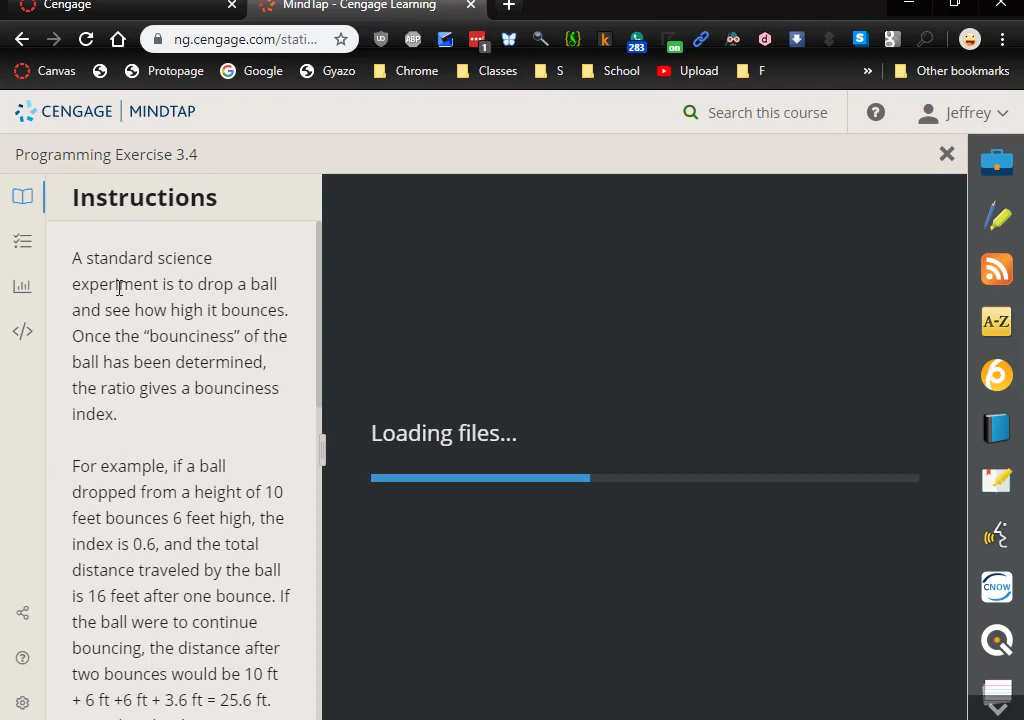 Cengage
MindTap - Cengage Learning
ng.cengage.com/stati...
UD
ABP
1
283
on
S
Canvas
Protopage
Google
Gyazo
Chrome
Classes
S
School
Upload
F
»
Other bookmarks
CENGAGE | MINDTAP
Search this course
Jeffrey
Programming Exercise 3.4
Instructions
A standard science
experiment is to drop a ball
and see how high it bounces.
Once the “bounciness” of the
ball has been determined,
the ratio gives a bounciness
index.
For example, if a ball
dropped from a height of 10
feet bounces 6 feet high, the
index is 0.6, and the total
distance traveled by the ball
is 16 feet after one bounce. If
the ball were to continue
bouncing, the distance after
two bounces would be 10 ft
+ 6 ft +6 ft + 3.6 ft = 25.6 ft.
Loading files...
A-Z
CNOW